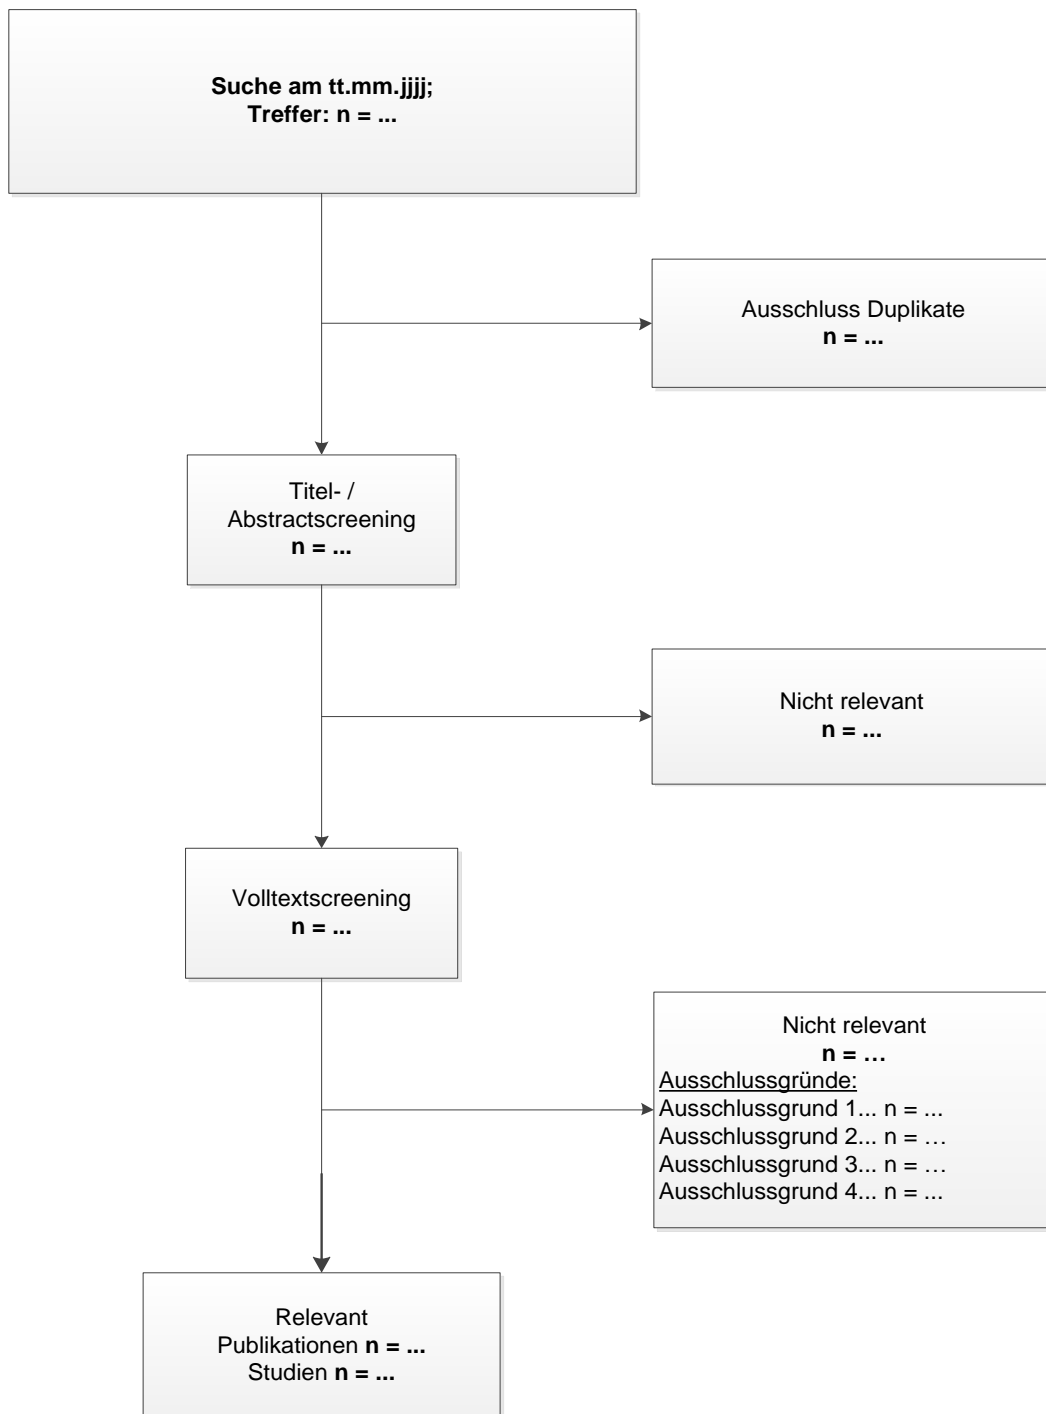 Suche am tt.mm.jjjj;
Treffer: n = ...
Ausschluss Duplikate
n = ...
Titel- /
Abstractscreening
n = ...
Nicht relevant
n = ...
Volltextscreening
n = ...
Nicht relevant
n = …
Ausschlussgründe:
Ausschlussgrund 1... n = ...
Ausschlussgrund 2... n = …
Ausschlussgrund 3... n = …
Ausschlussgrund 4... n = ...
Relevant
Publikationen n = ...
Studien n = ...